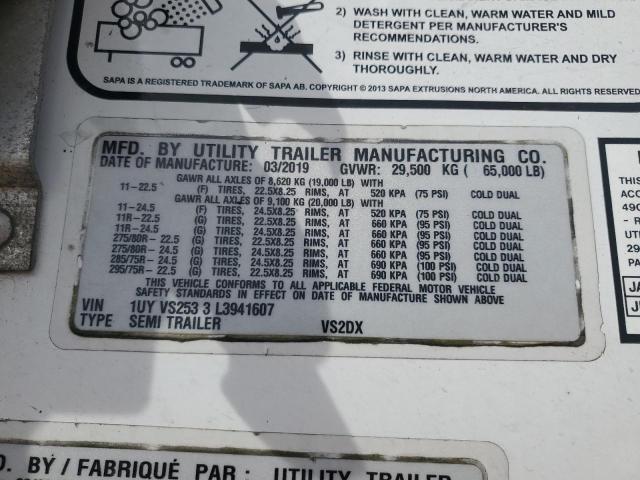 2) WASH WITH CLEAN, WARM WATER AND MILD
DETERGENT PER MANUFACTURER'S
RECOMMENDATIONS.
3) RINSE WITH CLEAN, WARM WATER AND DRY
THOROUGHLY.
SAPA IS A REGISTERED TRADEMARK OF SAPA AB. COPYRIGHT © 2013 SAPA EXTRUSIONS NORTH AMERICA. ALL RIGHTS RESERVED
MFD. BY UTILITY TRAILER MANUFACTURING CO.
DATE OF MANUFACTURE: 03/2019 GVWR: 29,500 KG ( 65,000 LB)
GAWR ALL AXLES OF 8,620 KG (19,000 LB) WITH
11-22.5 (F) TIRES, 22.5X8.25 RIMS, AT 520 KPA (75 PSI) COLD DUAL
GAWR ALL AXLES OF 9,100 KG (20,000 LB) WITH
11-24.5 (F) TIRES, 24.5X8.25 RIMS, AT 520 KPA (75 PSI) COLD DUAL
11R-22.5 (G) TIRES, 22.5X8.25 RIMS, AT 660 KPA (95 PSI) COLD DUAL
11R-24.5 (G) TIRES, 24.5X8.25 RIMS, AT 660 KPA (95 PSI) COLD DUAL
275/80R- 22.5 (G) TIRES, 22.5X8.25 RIMS, AT 660 KPA (95 PSI) COLD DUAL
275/80R- 24.5 (G) TIRES, 24.5X8.25 RIMS, AT 660 KPA (95 PSI) COLD DUAL
285/75R- 24.5 (G) TIRES, 24.5X8.25 RIMS, AT 690 KPA (100 PSI) COLD DUAL
295/75R- 22.5 (G) TIRES, 22.5X8.25 RIMS, AT 690 KPA (100 PSI) COLD DUAL
THIS VEHICLE CONFORMS TO ALL APPLICABLE FEDERAL MOTOR VEHICLE
SAFETY STANDARDS IN EFFECT ON DATE OF MANUFACTURE SHOWN ABOVE.
VIN 1UY VS253 3 L3941607
TYPE SEMI TRAILER VS2DX
THIS
ACC
49C
- R
UTI
29
PA
JA
D. BY / FABRIQUÉ PAR : UTILITY TRAILER